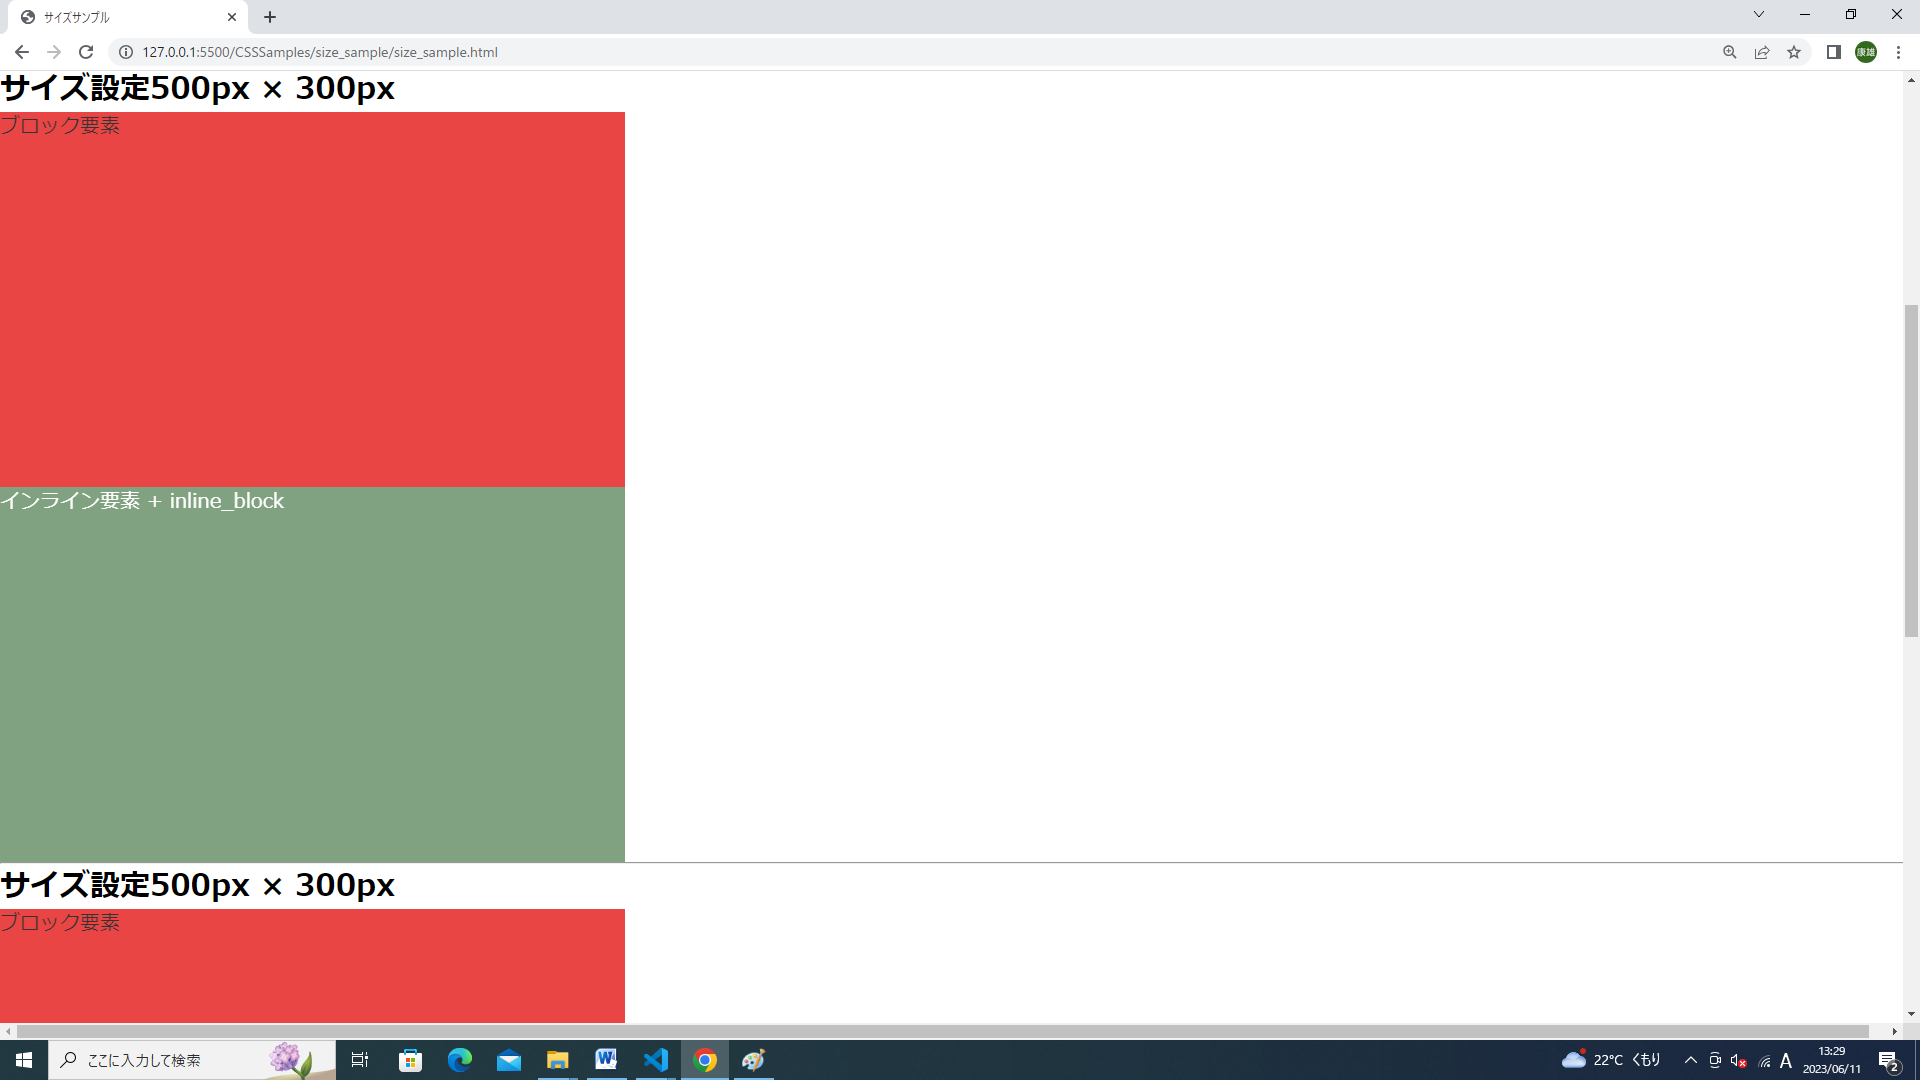 サイズサンプル
127.0.0.1:5500/CSSSamples/size_sample/size_sample.html
康雄
サイズ設定500px × 300px
ブロック要素
インライン要素 + inline_block
サイズ設定500px × 300px
ブロック要素
ここに入力して検索
22°C くもり
A
13:29
2023/06/11
2